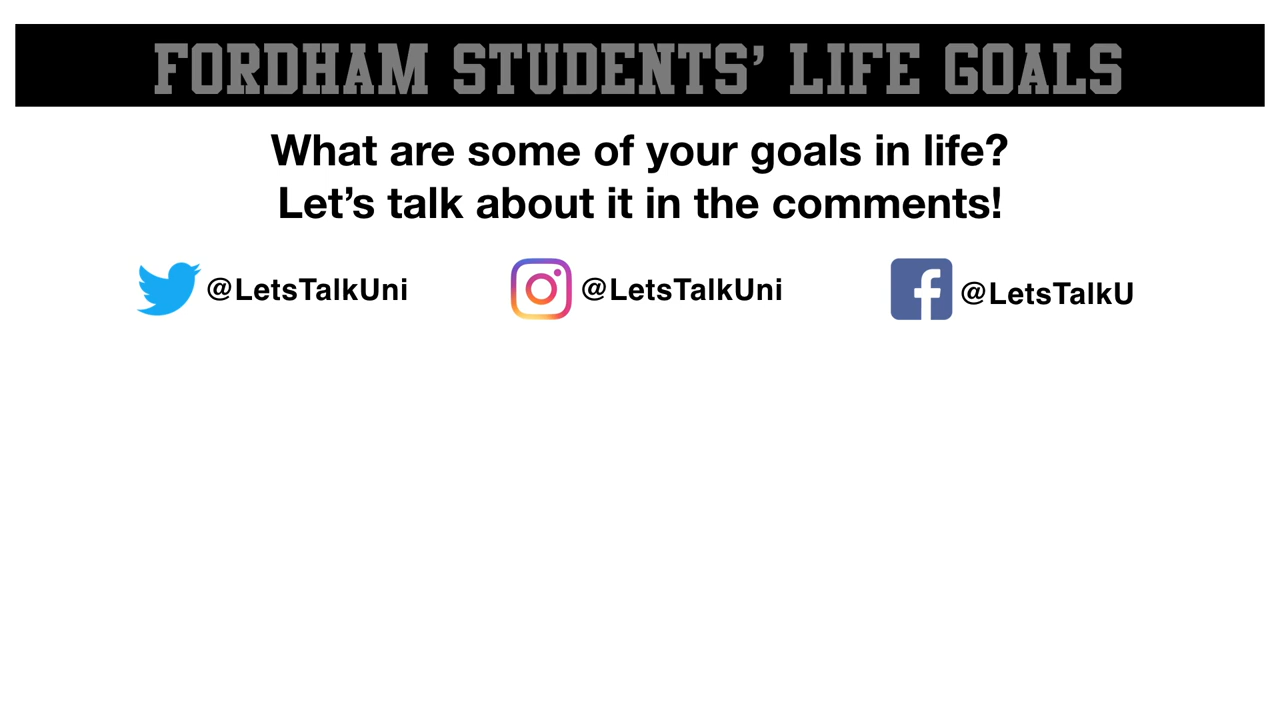 FORDHAM STUDENTS’ LIFE GOALS
What are some of your goals in life?
Let’s talk about it in the comments!
@LetsTalkUni @LetsTalkUni @LetsTalkU